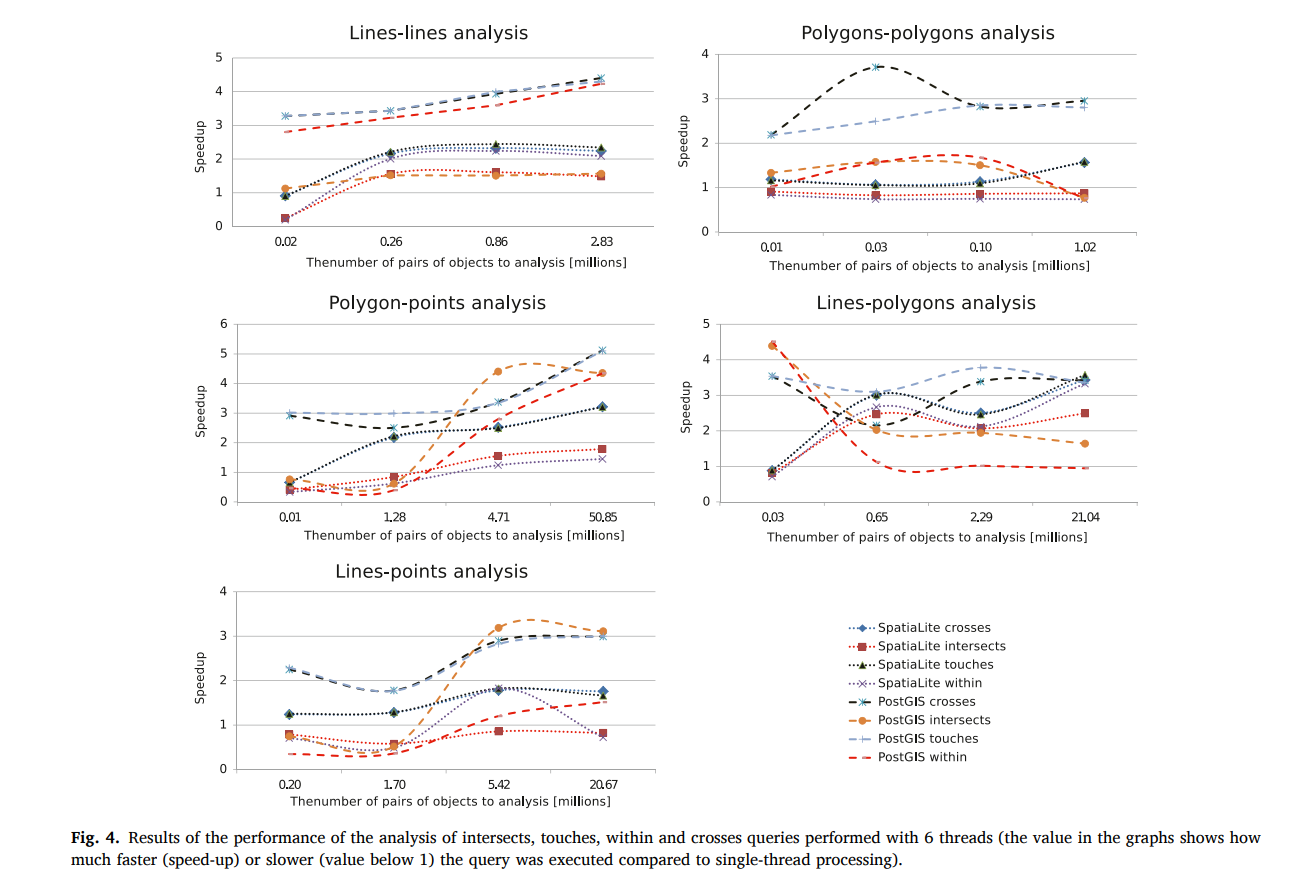 Lines-lines analysis
5
4
3
2
1
0
Speedup
0.02 0.26 0.86 2.83
Thenumber of pairs of objects to analysis [millions]
Polygons-polygons analysis
4
3
2
1
0
Speedup
0.01 0.03 0.10 1.02
Thenumber of pairs of objects to analysis [millions]
Polygon-points analysis
6
5
4
3
2
1
0
Speedup
0.01 1.28 4.71 50.85
Thenumber of pairs of objects to analysis [millions]
Lines-polygons analysis
5
4
3
2
1
0
Speedup
0.03 0.65 2.29 21.04
Thenumber of pairs of objects to analysis [millions]
Lines-points analysis
4
3
2
1
0
Speedup
0.20 1.70 5.42 20.67
Thenumber of pairs of objects to analysis [millions]
SpatiaLite crosses
SpatiaLite intersects
SpatiaLite touches
SpatiaLite within
PostGIS crosses
PostGIS intersects
PostGIS touches
PostGIS within
Fig. 4. Results of the performance of the analysis of intersects, touches, within and crosses queries performed with 6 threads (the value in the graphs shows how
much faster (speed-up) or slower (value below 1) the query was executed compared to single-thread processing).